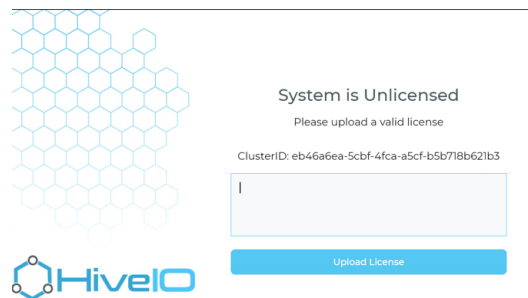 System is Unlicensed
Please upload a valid license
ClusterID: eb46a6ea-5cbf-4fca-a5cf-b5b718b621b3
Upload License
HiveIO